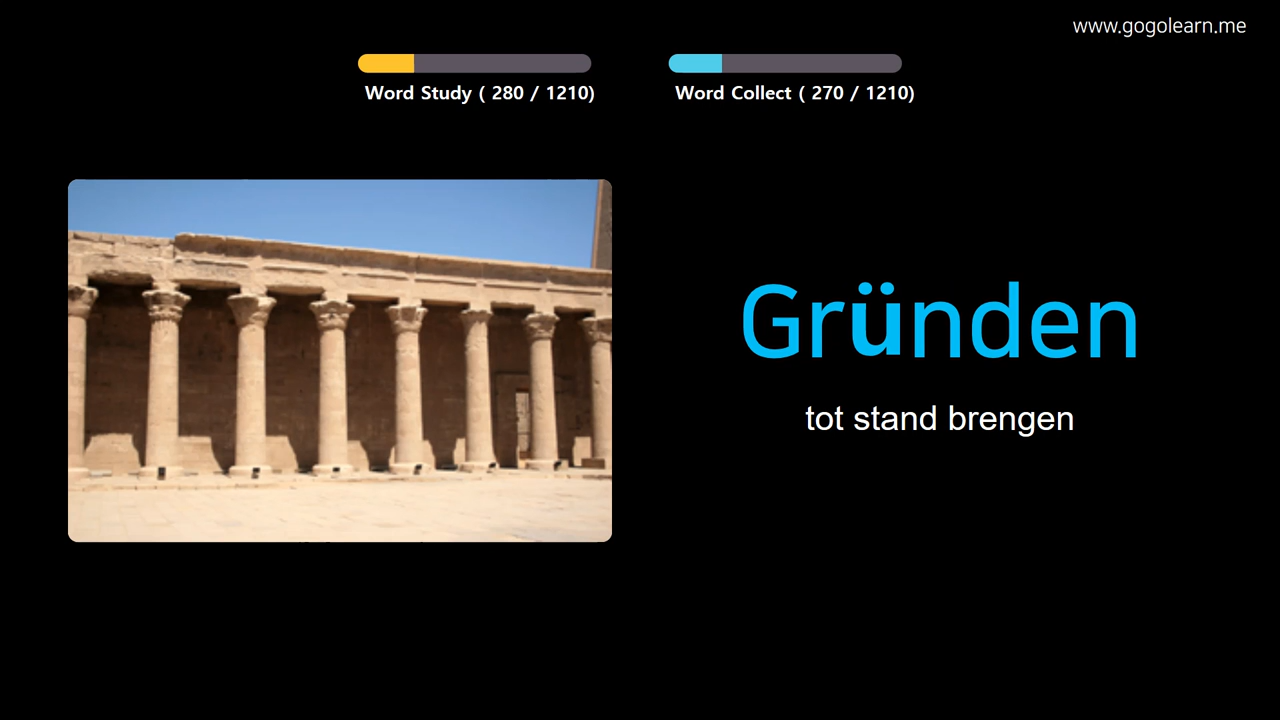 www.gogolearn.me
Word Study ( 280 / 1210)
Word Collect ( 270 / 1210)
Gründen
tot stand brengen